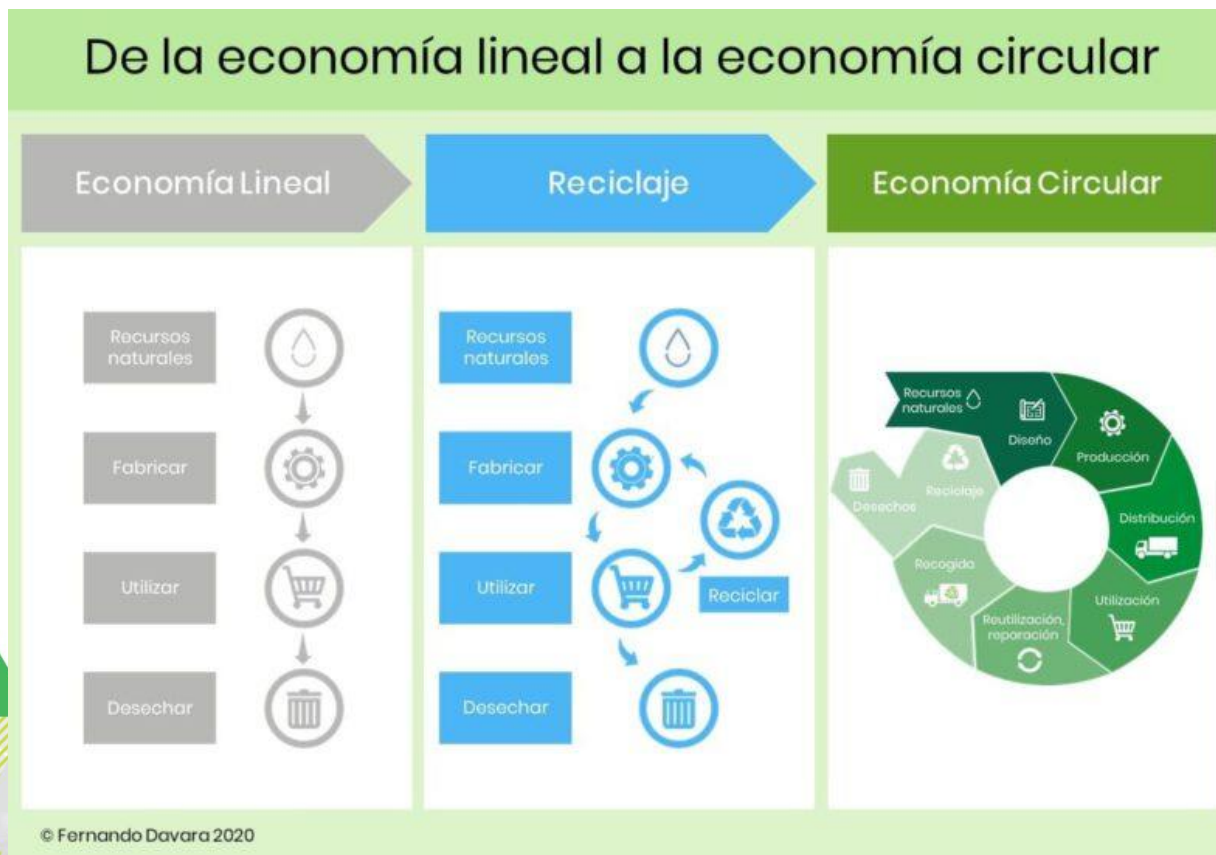 De la economía lineal a la economía circular
Economía Lineal
Reciclaje
Economía Circular
Recursos
naturales
Fabricar
Utilizar
Desechar
Recursos
naturales
Fabricar
Utilizar
Reciclar
Desechar
Recursos
naturales
Diseño
Producción
Distribución
Utilización
Reutilización,
reparación
Recogida
Reciclaje
Desechos
© Fernando Davara 2020